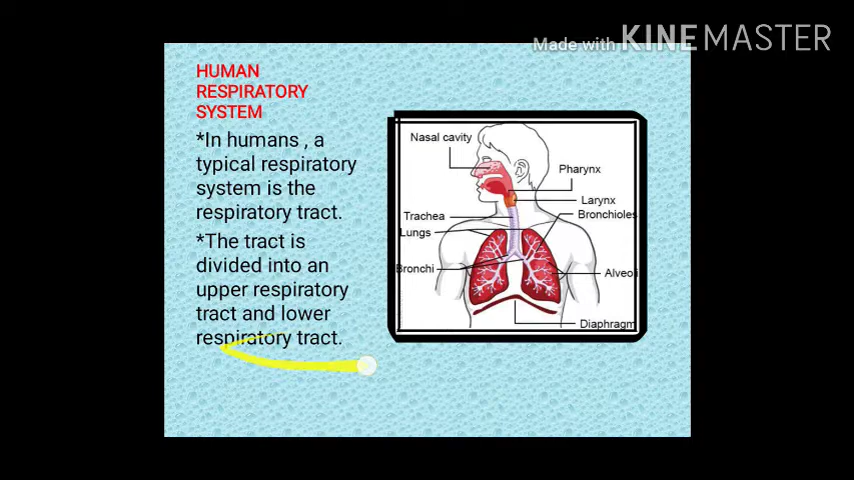 Made with KINEMASTER
HUMAN
RESPIRATORY
SYSTEM
*In humans , a
typical respiratory
system is the
respiratory tract.
*The tract is
divided into an
upper respiratory
tract and lower
respiratory tract.
Nasal cavity
Pharynx
Larynx
Bronchioles
Trachea
Lungs
Bronchi
Alveoli
Diaphragm